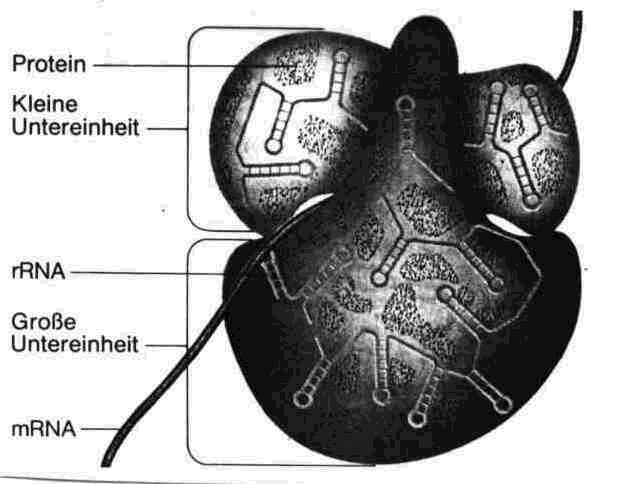 Protein
Kleine
Untereinheit
rRNA
Große
Untereinheit
mRNA